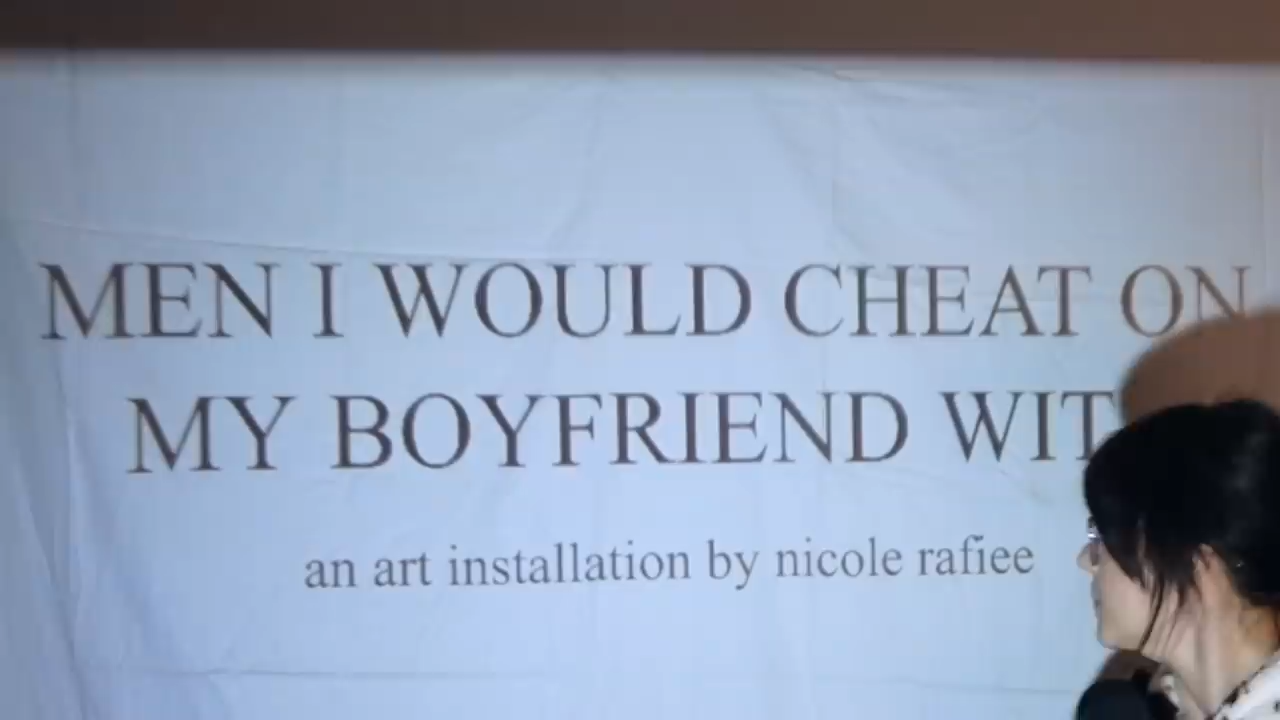 MEN I WOULD CHEAT ON
MY BOYFRIEND WIT
an art installation by nicole rafiee